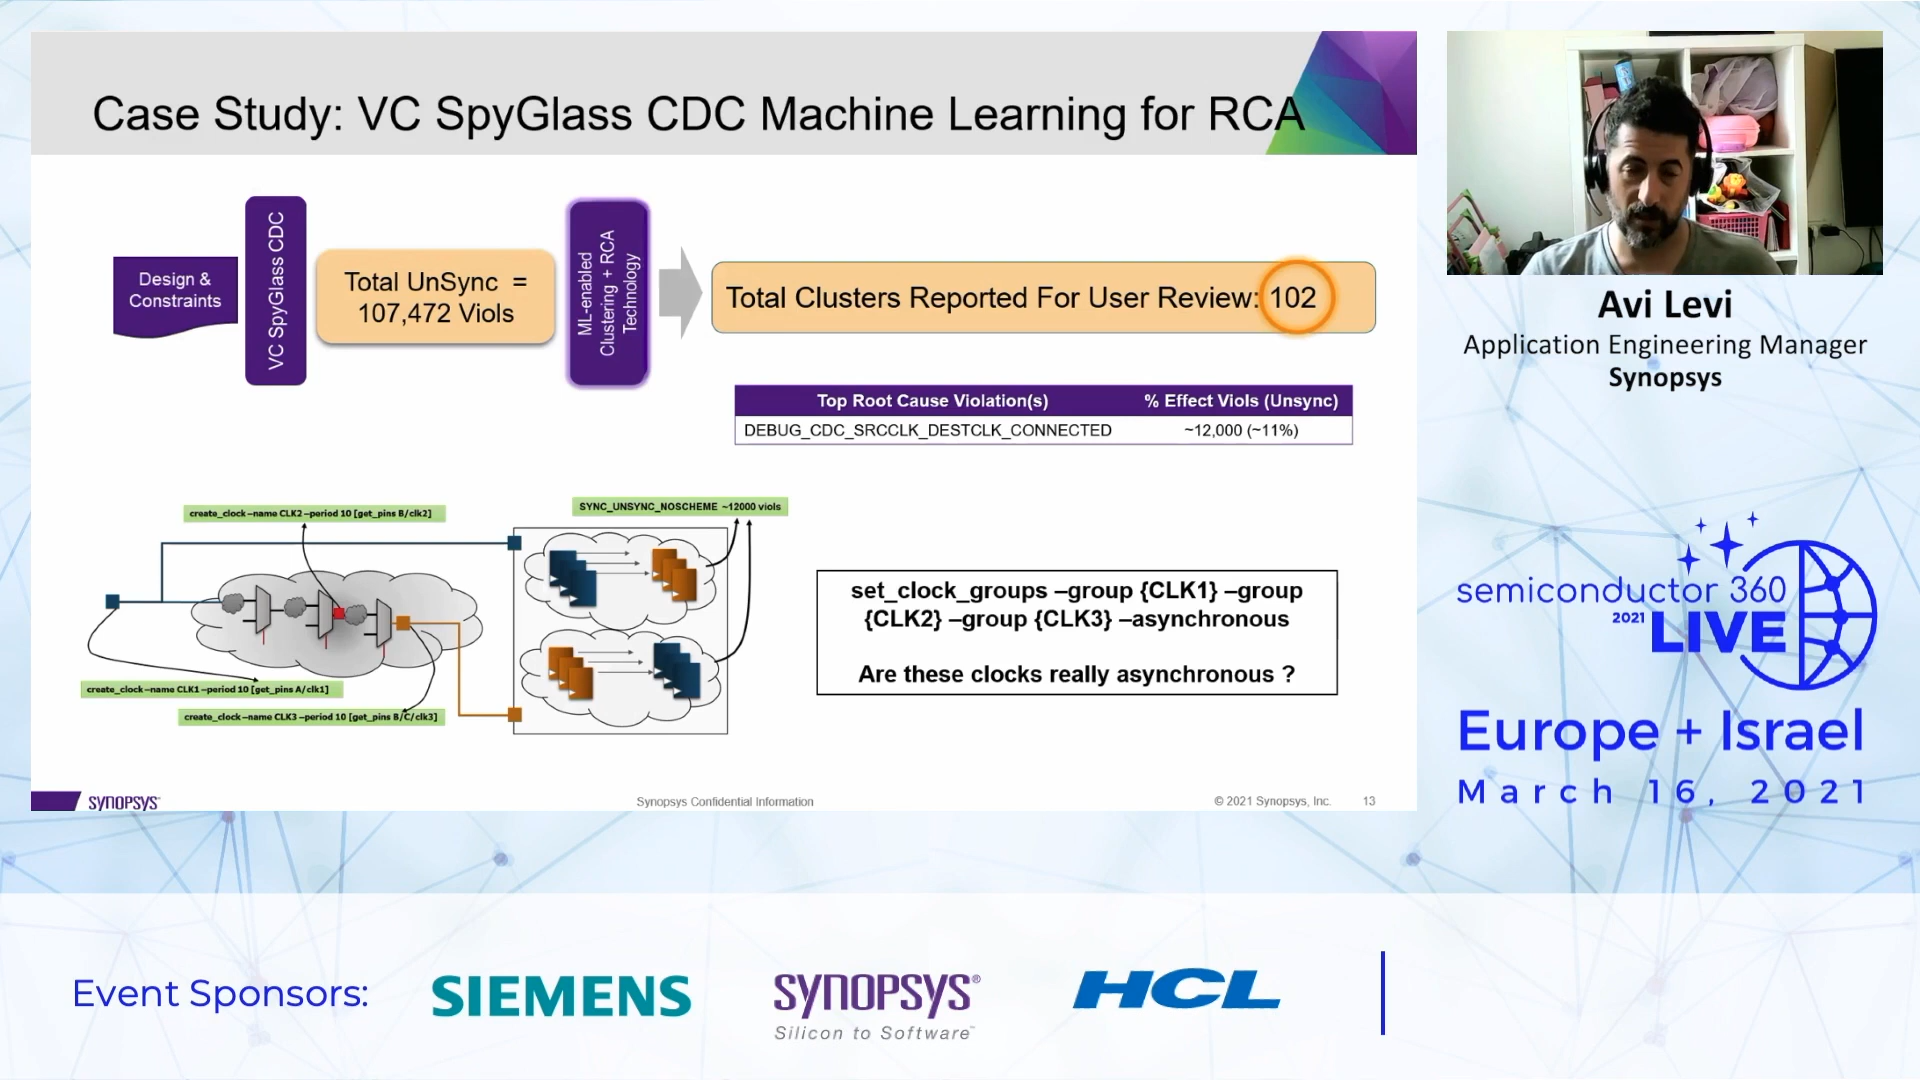 Case Study: VC SpyGlass CDC Machine Learning for RCA
Design &
Constraints
VC SpyGlass CDC
Total UnSync =
107,472 Viols
ML-enabled
Clustering + RCA
Technology
Total Clusters Reported For User Review: 102
Top Root Cause Violation(s) % Effect Viols (Unsync)
DEBUG_CDC_SRCCLK_DESTCLK_CONNECTED ~12,000 (~11%)
create_clock –name CLK2 –period 10 [get_pins B/clk2]
SYNC_UNSYNC_NOSCHEME ~12000 viols
create_clock –name CLK1 –period 10 [get_pins A/clk1]
create_clock –name CLK3 –period 10 [get_pins B/C/clk3]
set_clock_groups –group {CLK1} –group
{CLK2} –group {CLK3} –asynchronous
Are these clocks really asynchronous ?
SYNOPSYS
Synopsys Confidential Information
© 2021 Synopsys, Inc. 13
Avi Levi
Application Engineering Manager
Synopsys
semiconductor 360
2021 LIVE
Europe + Israel
March 16, 2021
Event Sponsors:
SIEMENS
SYNOPSYS®
Silicon to Software™
HCL